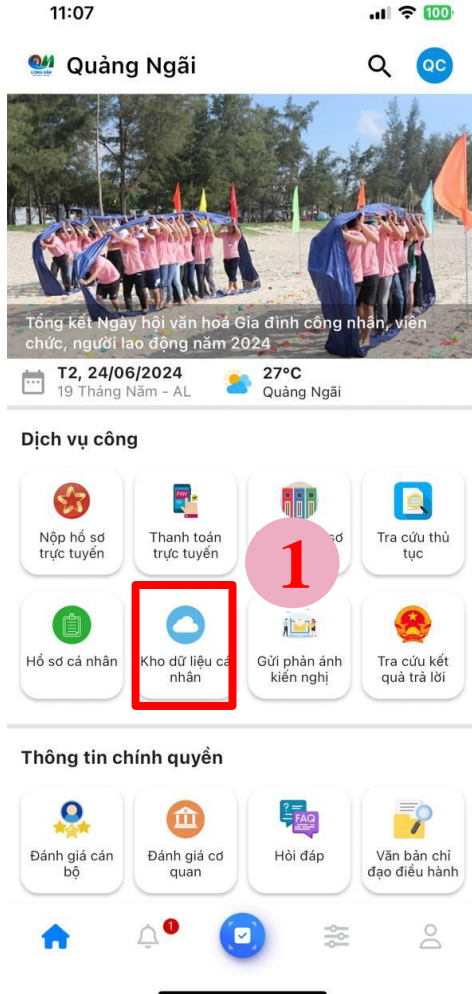 11:07
100
CÔNG DÂN
Quảng Ngãi
QC
Tổng kết Ngày hội văn hoá Gia đình công nhân, viên
chức, người lao động năm 2024
T2, 24/06/2024
19 Tháng Năm - AL
27°C
Quảng Ngãi
Dịch vụ công
Nộp hồ sơ
trực tuyến
PAY
Thanh toán
trực tuyến
sơ
Tra cứu thủ
tục
1
Hồ sơ cá nhân
Kho dữ liệu cá
nhân
Gửi phản ánh
kiến nghị
Tra cứu kết
quả trả lời
Thông tin chính quyền
Đánh giá cán
bộ
Đánh giá cơ
quan
FAQ
Hỏi đáp
Văn bản chỉ
đạo điều hành
1